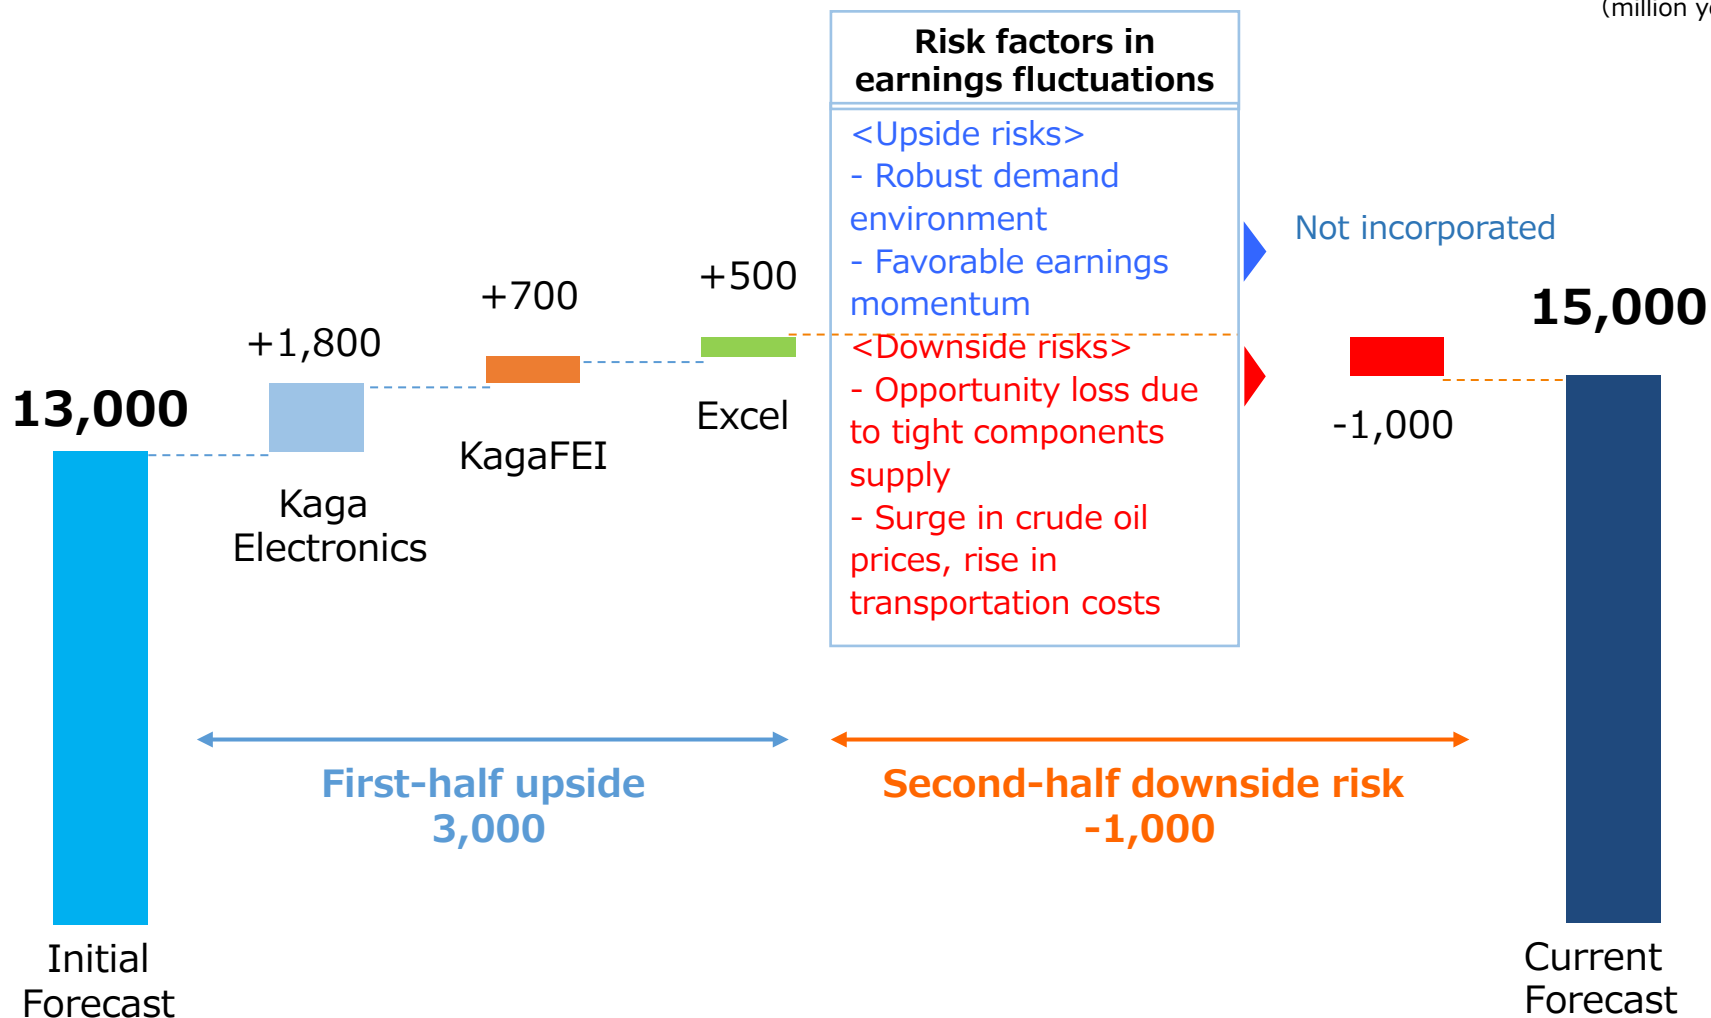 (million
Risk factors in
earnings fluctuations
<Upside risks>
- Robust demand
environment
- Favorable earnings
momentum
<Downside risks>
- Opportunity loss due
to tight components
supply
- Surge in crude oil
prices, rise in
transportation costs
Not incorporated
13,000
+1,800
+700
+500
-1,000
15,000
Kaga
Electronics
KagaFEI
Excel
First-half upside
3,000
Second-half downside risk
-1,000
Initial
Forecast
Current
Forecast